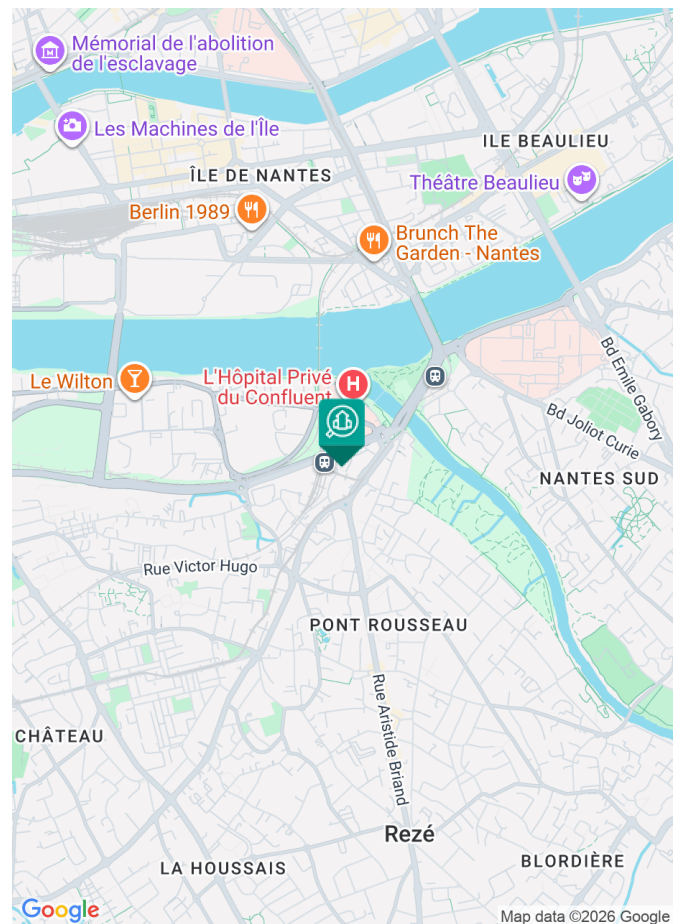 Mémorial de l'abolition
de l'esclavage
Les Machines de l'Île
ILE BEAULIEU
ÎLE DE NANTES
Théâtre Beaulieu
Berlin 1989
Brunch The
Garden - Nantes
Bd Emile Gabory
L'Hôpital Privé
du Confluent
H
Le Wilton
Bd Joliot Curie
NANTES SUD
Rue Victor Hugo
PONT ROUSSEAU
Rue Aristide Briand
CHÂTEAU
Rezé
LA HOUSSAIS
BLORDIÈRE
Google
Map data ©2026 Google